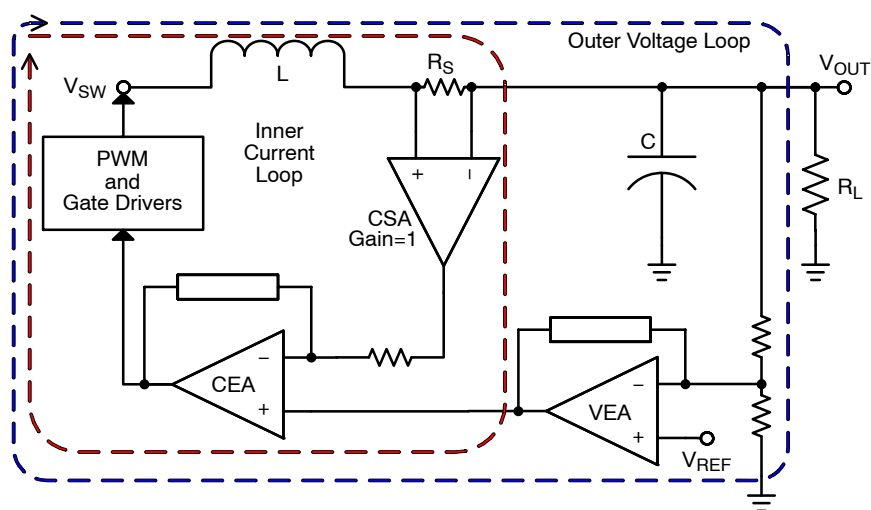 Outer Voltage Loop
V_OUT
V_SW
L
R_S
PWM
and
Gate Drivers
Inner
Current
Loop
+
−
CSA
Gain=1
C
R_L
−
CEA
+
−
VEA
+
V_REF